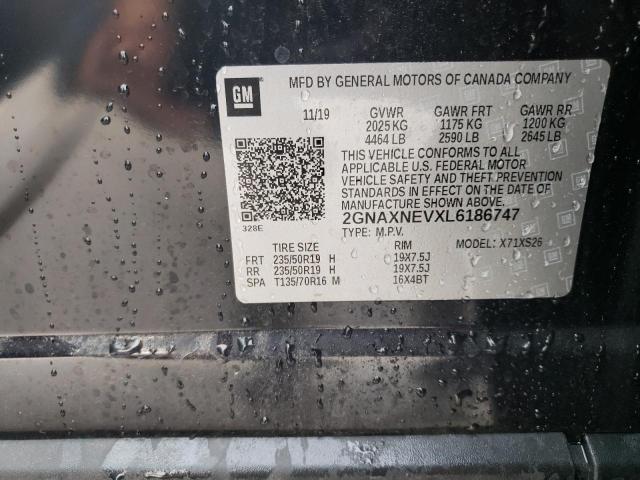 GM
MFD BY GENERAL MOTORS OF CANADA COMPANY
11/19 GVWR GAWR FRT GAWR RR
2025 KG 1175 KG 1200 KG
4464 LB 2590 LB 2645 LB
THIS VEHICLE CONFORMS TO ALL
APPLICABLE U.S. FEDERAL MOTOR
VEHICLE SAFETY AND THEFT
PREVENTION STANDARDS IN EFFECT ON THE DATE OF
MANUFACTURE SHOWN ABOVE.
2GNAXNEVXL6186747
328E
TYPE: M.P.V. MODEL: X71XS26
TIRE SIZE RIM
FRT 235/50R19 H 19X7.5J
RR 235/50R19 H 19X7.5J
SPA T135/70R16 M 16X4BT